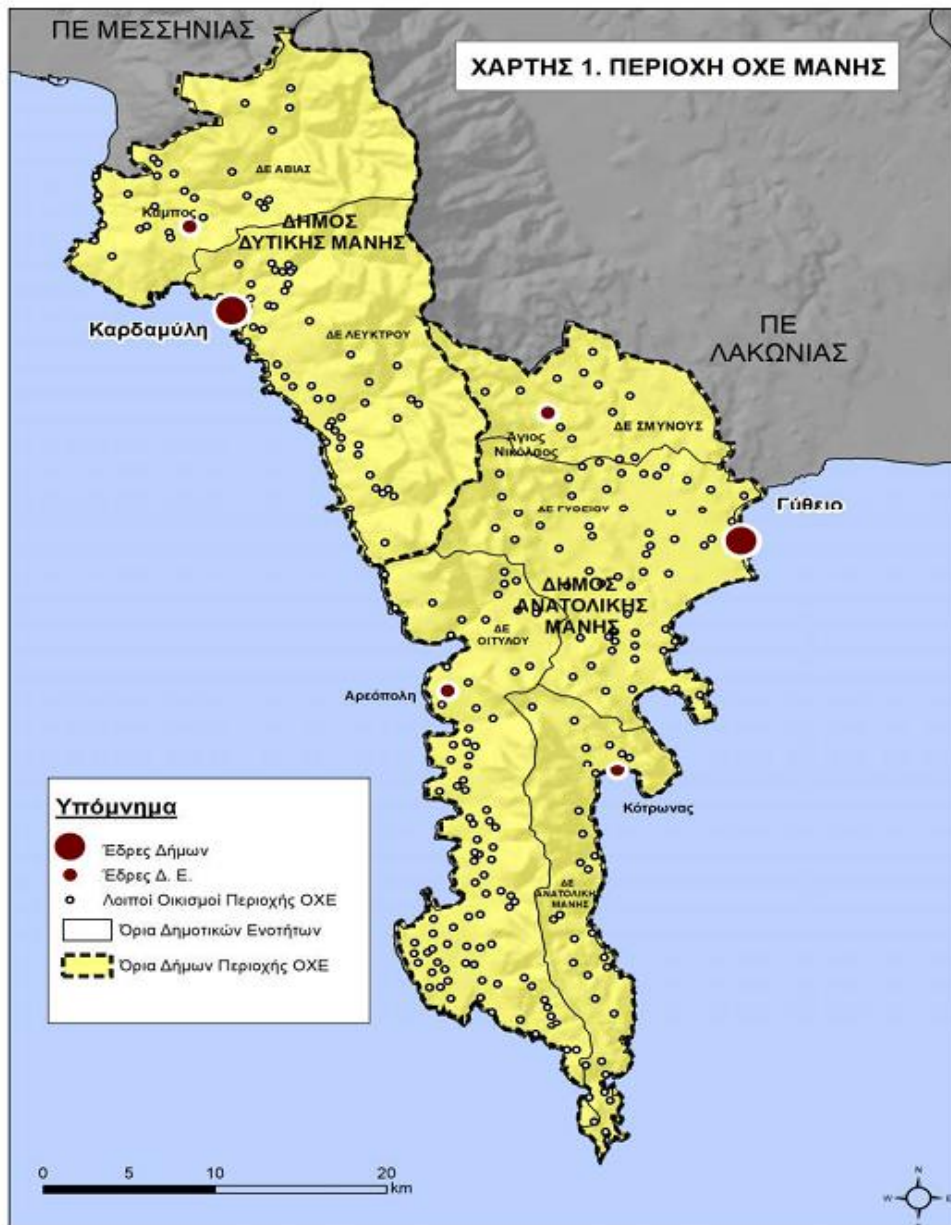 ΠΕ ΜΕΣΣΗΝΙΑΣ
ΧΑΡΤΗΣ 1. ΠΕΡΙΟΧΗ ΟΧΕ ΜΑΝΗΣ
ΔΕ ΑΒΙΑΣ
Κάμπος
ΔΗΜΟΣ
ΔΥΤΙΚΗΣ ΜΑΝΗΣ
Καρδαμύλη
ΔΕ ΛΕΥΚΤΡΟΥ
ΠΕ
ΛΑΚΩΝΙΑΣ
ΔΕ ΣΜΥΝΟΥΣ
Άγιος
Νικόλαος
Γύθειο
ΔΕ ΓΥΘΕΙΟΥ
ΔΗΜΟΣ
ΑΝΑΤΟΛΙΚΗΣ
ΜΑΝΗΣ
ΔΕ
ΟΙΤΥΛΟΥ
Αρεόπολη
Κότρωνας
ΔΕ
ΑΝΑΤΟΛΙΚΗΣ
ΜΑΝΗΣ
Υπόμνημα
Έδρες Δήμων
Έδρες Δ. Ε.
Λοιποί Οικισμοί Περιοχής ΟΧΕ
Όρια Δημοτικών Ενοτήτων
Όρια Δήμων Περιοχής ΟΧΕ
0 5 10 20
km
N
W E
S